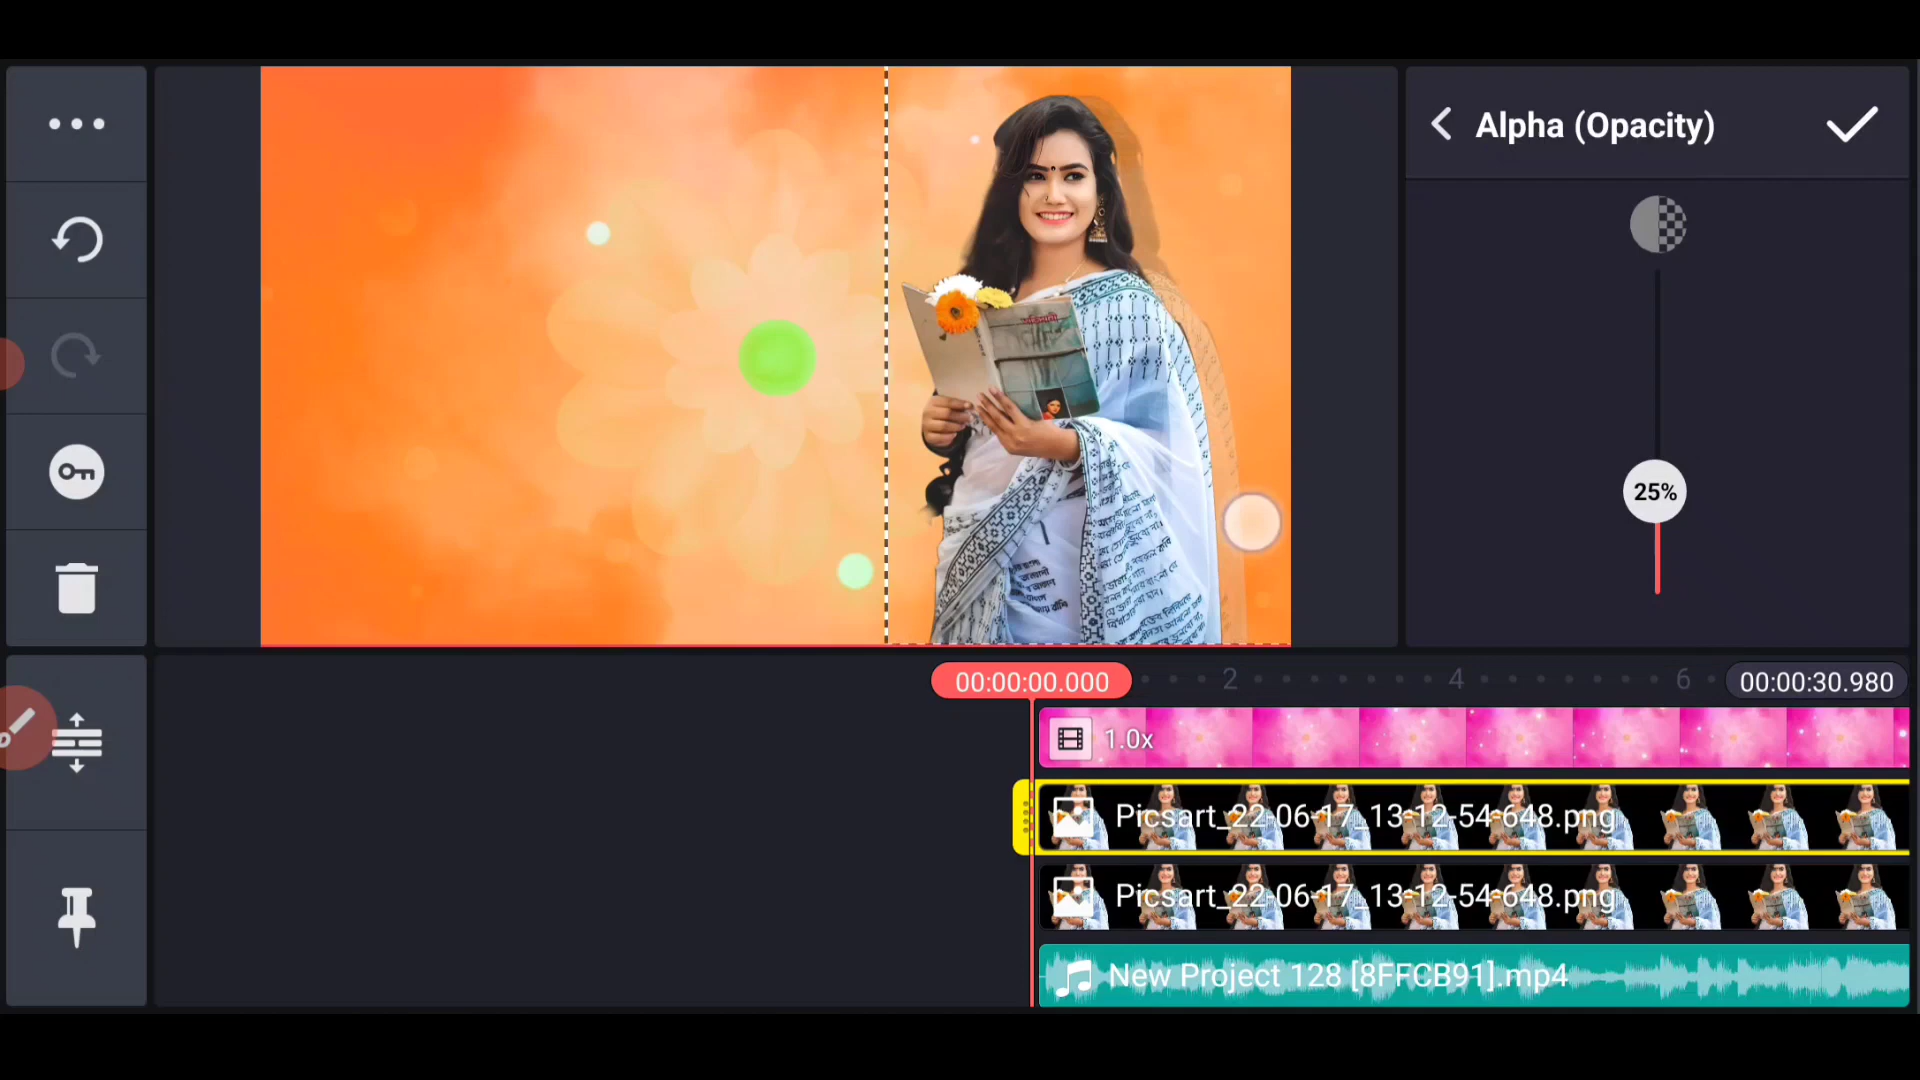 Alpha (Opacity)
25%
00:00:00.000
2
4
6
00:00:30.980
1.0x
Picsart_22-06-17_13-12-54-648.png
Picsart_22-06-17_13-12-54-648.png
New Project 128 [8FFCB91].mp4